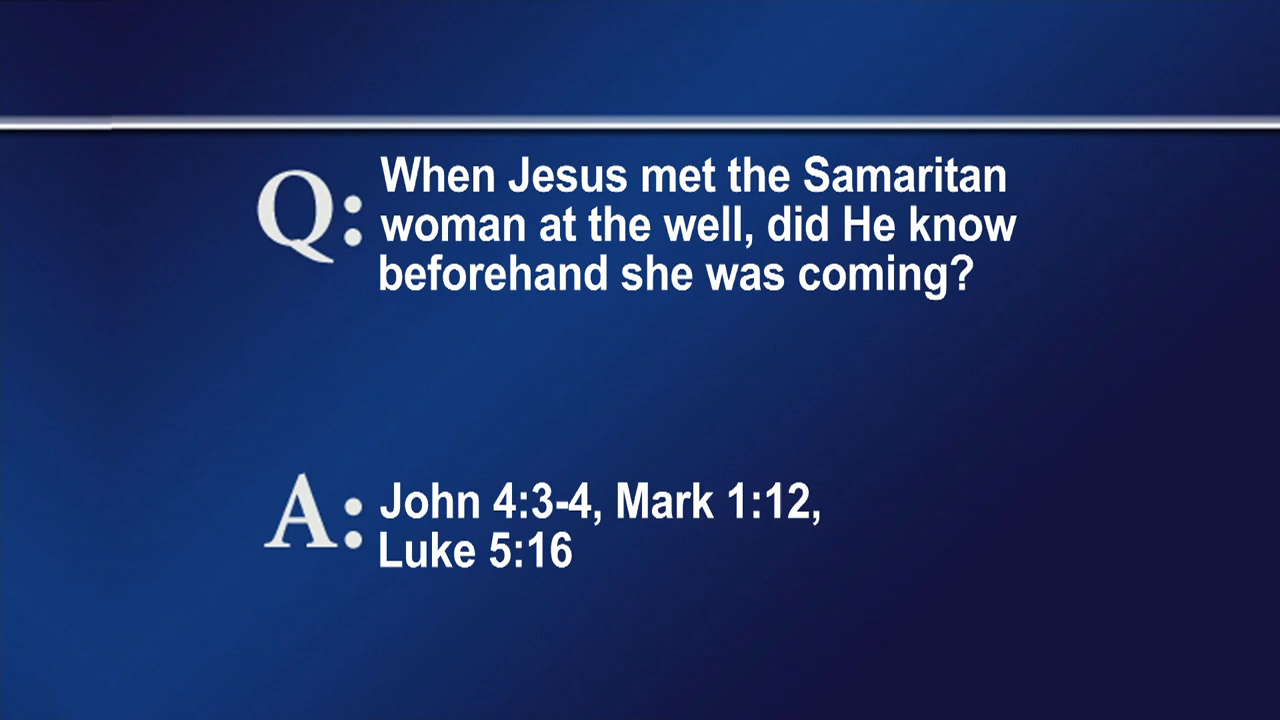 Q: When Jesus met the Samaritan
woman at the well, did He know
beforehand she was coming?
A: John 4:3-4, Mark 1:12,
Luke 5:16